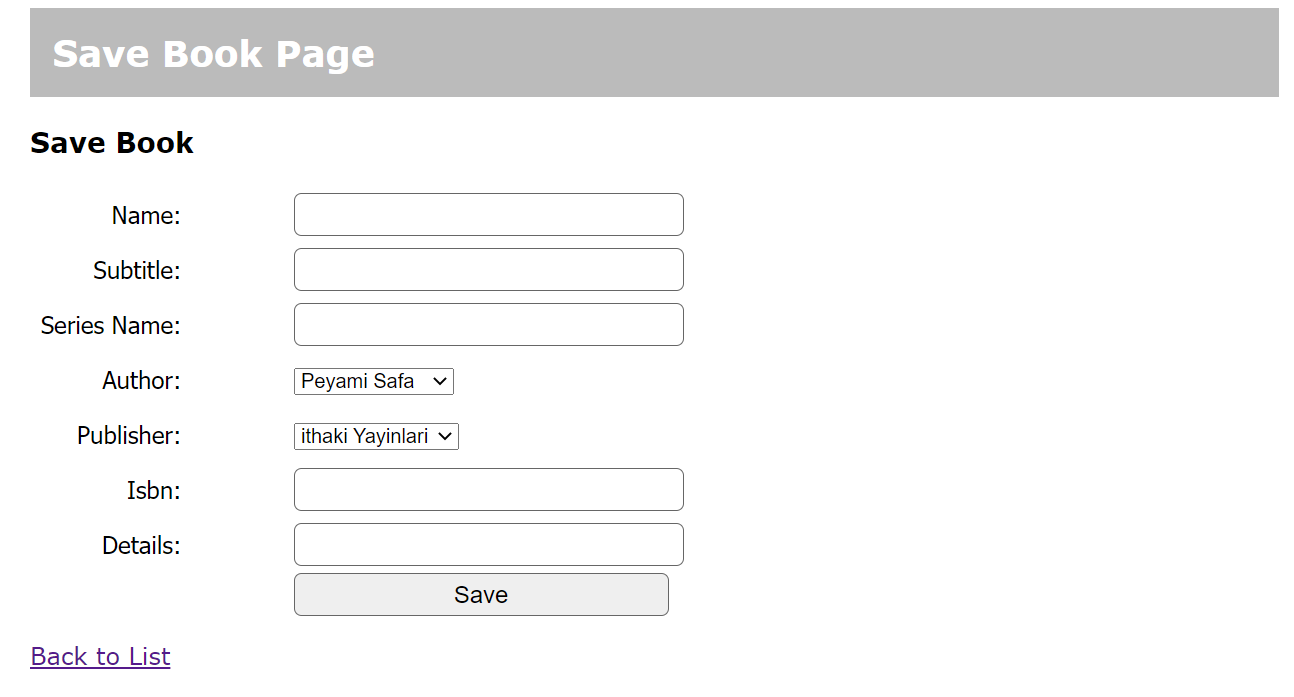 Save Book Page
Save Book
Name:
Subtitle:
Series Name:
Author: Peyami Safa
Publisher: ithaki Yayinlari
Isbn:
Details:
Save
Back to List